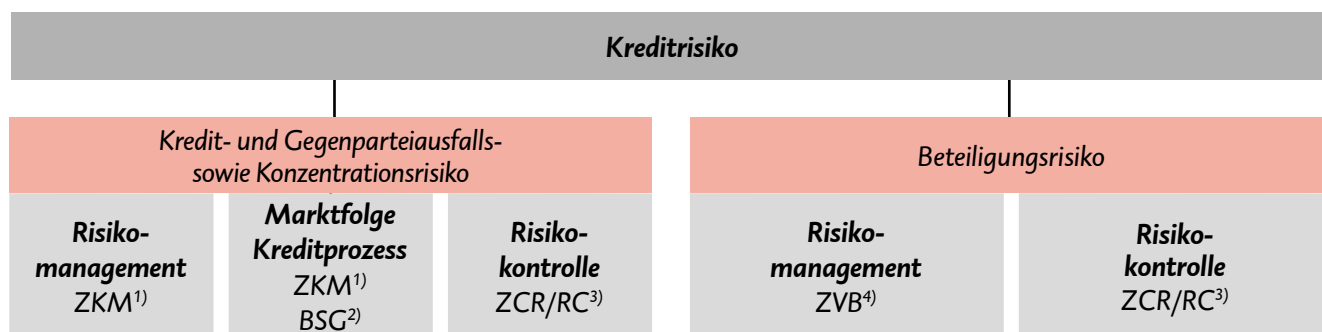 Kreditrisiko
Kredit- und Gegenparteiausfalls-
sowie Konzentrationsrisiko
Beteiligungsrisiko
Risiko-
management
ZKM1)
Marktfolge
Kreditprozess
ZKM1)
BSG2)
Risiko-
kontrolle
ZCR/RC3)
Risiko-
management
ZVB4)
Risiko-
kontrolle
ZCR/RC3)